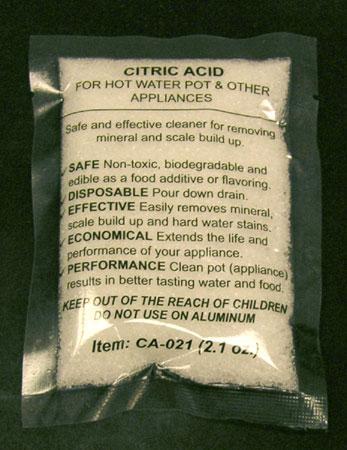 CITRIC ACID
FOR HOT WATER POT & OTHER
APPLIANCES
Safe and effective cleaner for removing
mineral and scale build up.
✓ SAFE Non-toxic, biodegradable and
edible as a food additive or flavoring.
✓ DISPOSABLE Pour down drain.
✓ EFFECTIVE Easily removes mineral,
scale build up and hard water stains.
✓ ECONOMICAL Extends the life and
performance of your appliance.
✓ PERFORMANCE Clean pot (appliance)
results in better tasting water and food.
KEEP OUT OF THE REACH OF CHILDREN
DO NOT USE ON ALUMINUM
Item: CA-021 (2.1 oz.)